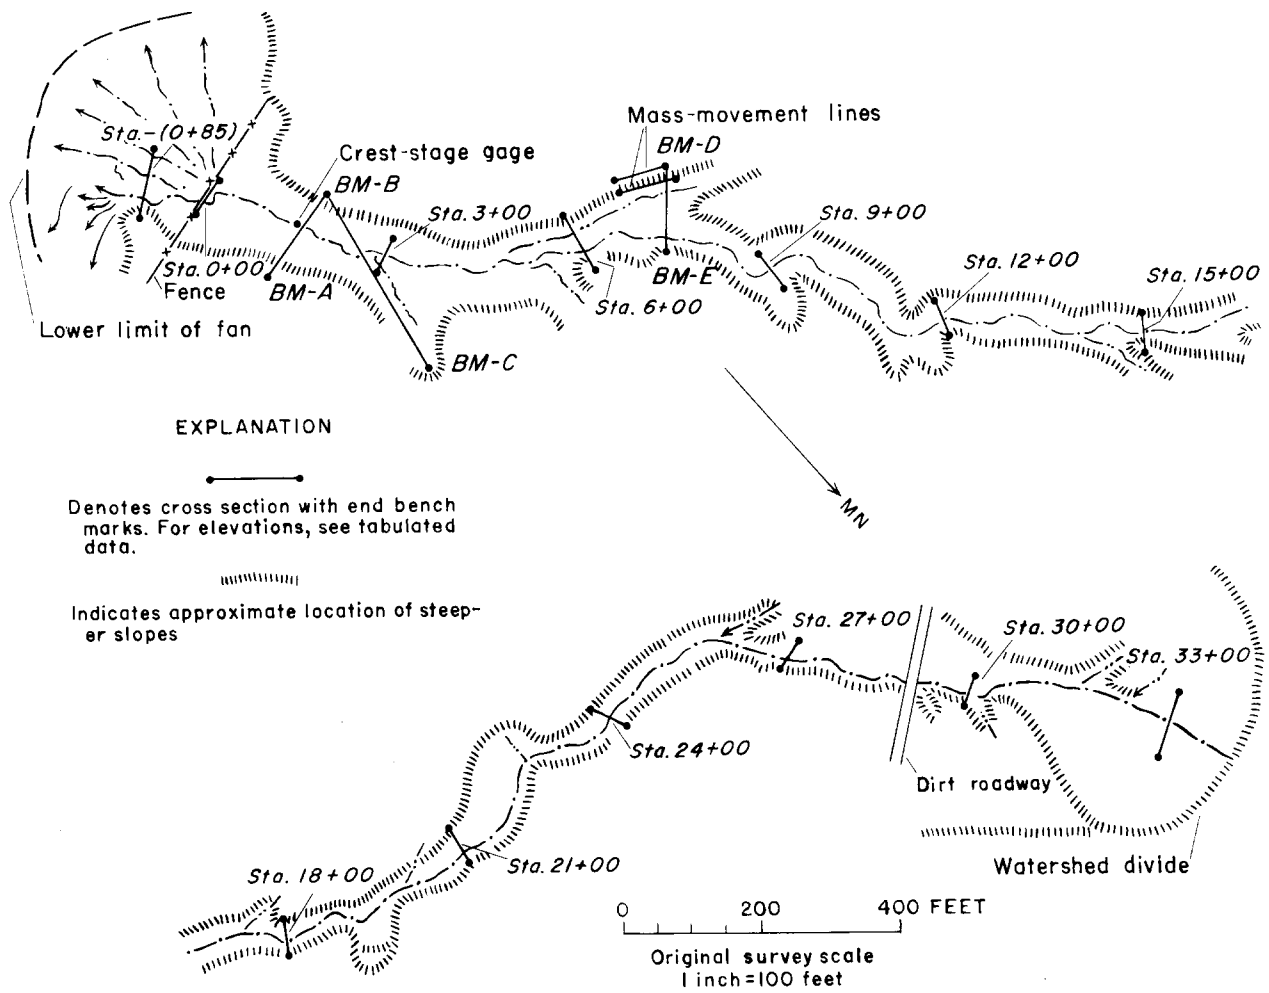 Mass-movement lines
Sta.-(0+85)
BM-D
Crest-stage gage
BM-B
Sta. 3+00
Sta. 9+00
Sta. 12+00
Sta. 15+00
Sta. 0+00
Fence
BM-A
BM-E
Sta. 6+00
Lower limit of fan
BM-C
EXPLANATION
Denotes cross section with end bench
marks. For elevations, see tabulated
data.
MN
Indicates approximate location of steep-
er slopes
Sta. 27+00
Sta. 30+00
Sta. 33+00
Sta. 24+00
Dirt roadway
Sta. 21+00
Sta. 18+00
Watershed divide
0 200 400 FEET
Original survey scale
1 inch=100 feet